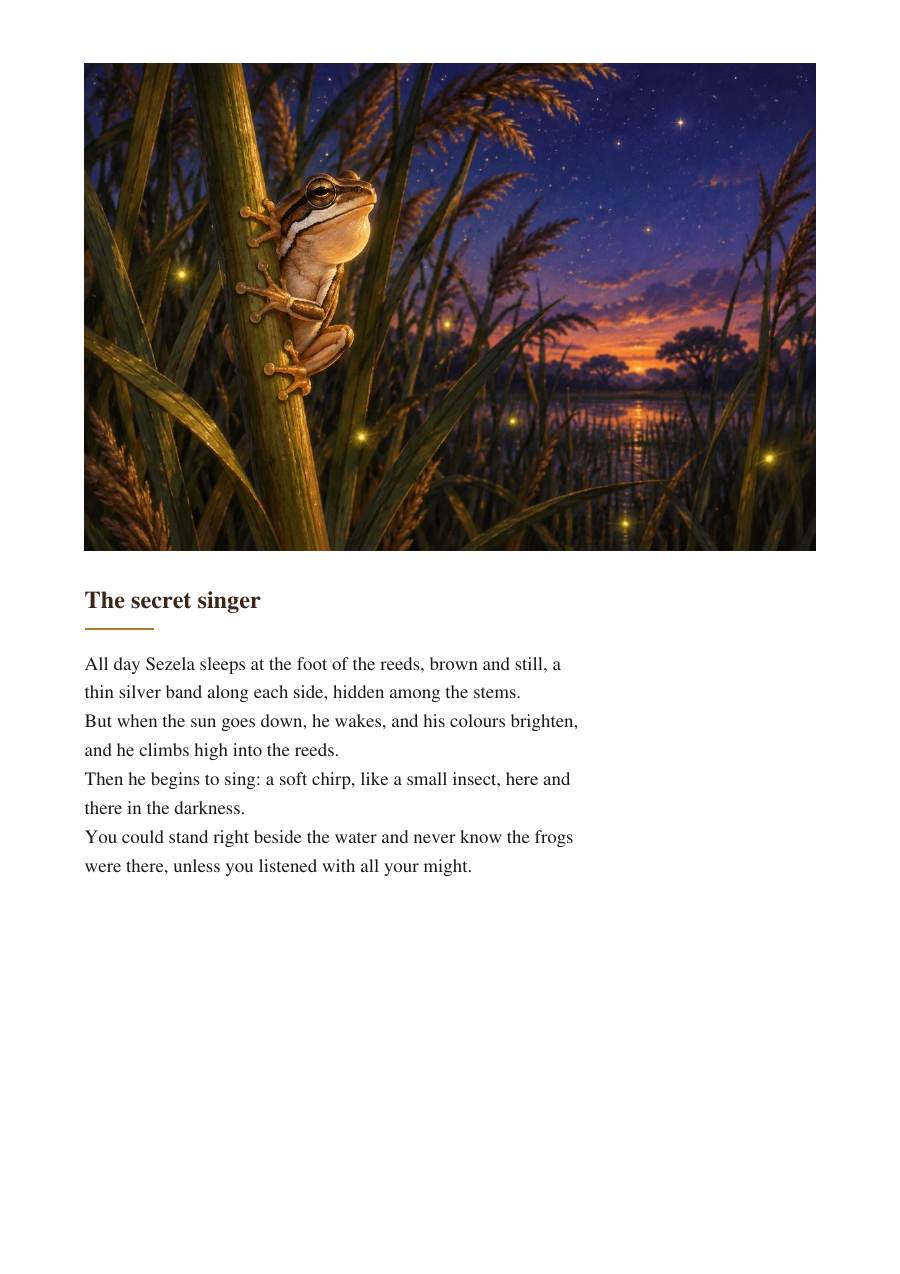 The secret singer
All day Sezela sleeps at the foot of the reeds, brown and still, a
thin silver band along each side, hidden among the stems.
But when the sun goes down, he wakes, and his colours brighten,
and he climbs high into the reeds.
Then he begins to sing: a soft chirp, like a small insect, here and
there in the darkness.
You could stand right beside the water and never know the frogs
were there, unless you listened with all your might.